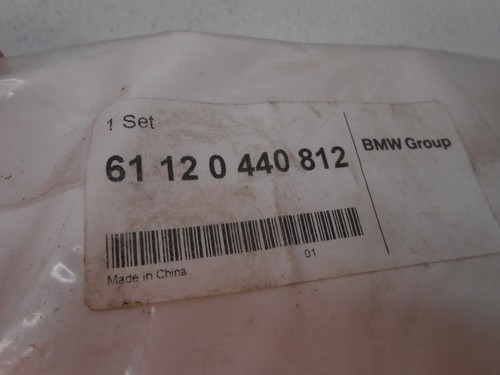 1 Set
61 12 0 440 812
BMW Group
01
Made in China